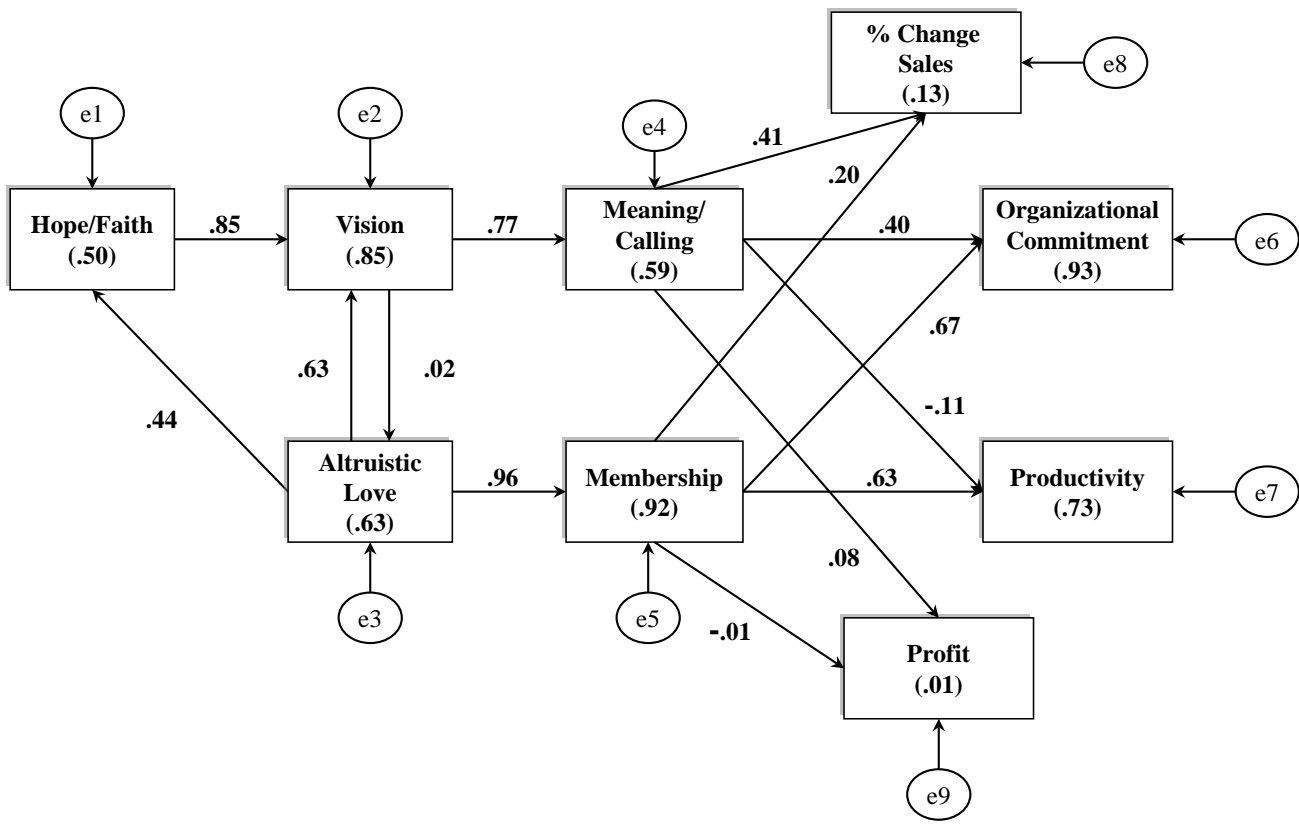 % Change
Sales
(.13)
e8
e1
e2
e4
.41
.20
Hope/Faith
(.50)
.85
Vision
(.85)
.77
Meaning/
Calling
(.59)
.40
Organizational
Commitment
(.93)
e6
.67
.63
.02
.44
-.11
Altruistic
Love
(.63)
.96
Membership
(.92)
.63
Productivity
(.73)
e7
.08
e3
e5
-.01
Profit
(.01)
e9